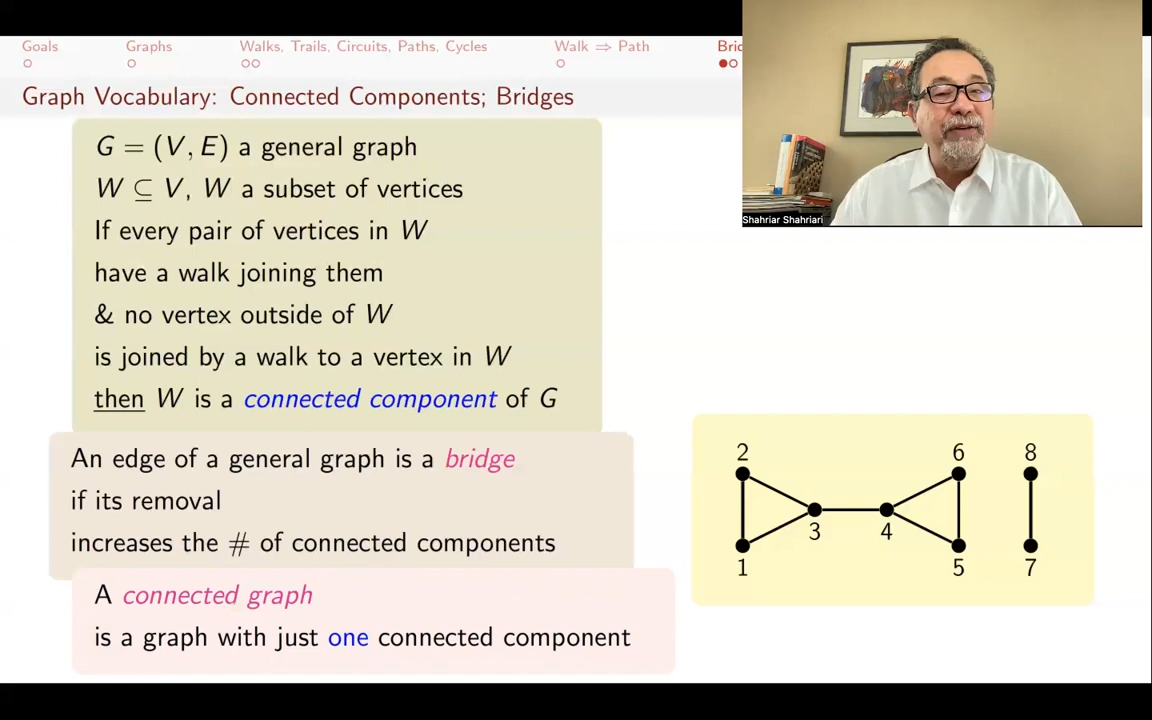 Goals
Graphs
Walks, Trails, Circuits, Paths, Cycles
Walk ⇒ Path
Graph Vocabulary: Connected Components; Bridges
G = (V, E) a general graph
W ⊆ V, W a subset of vertices
If every pair of vertices in W
have a walk joining them
& no vertex outside of W
is joined by a walk to a vertex in W
then W is a connected component of G
An edge of a general graph is a bridge
if its removal
increases the # of connected components
A connected graph
is a graph with just one connected component
2
6
8
3
4
1
5
7
Shahriar Shahriari